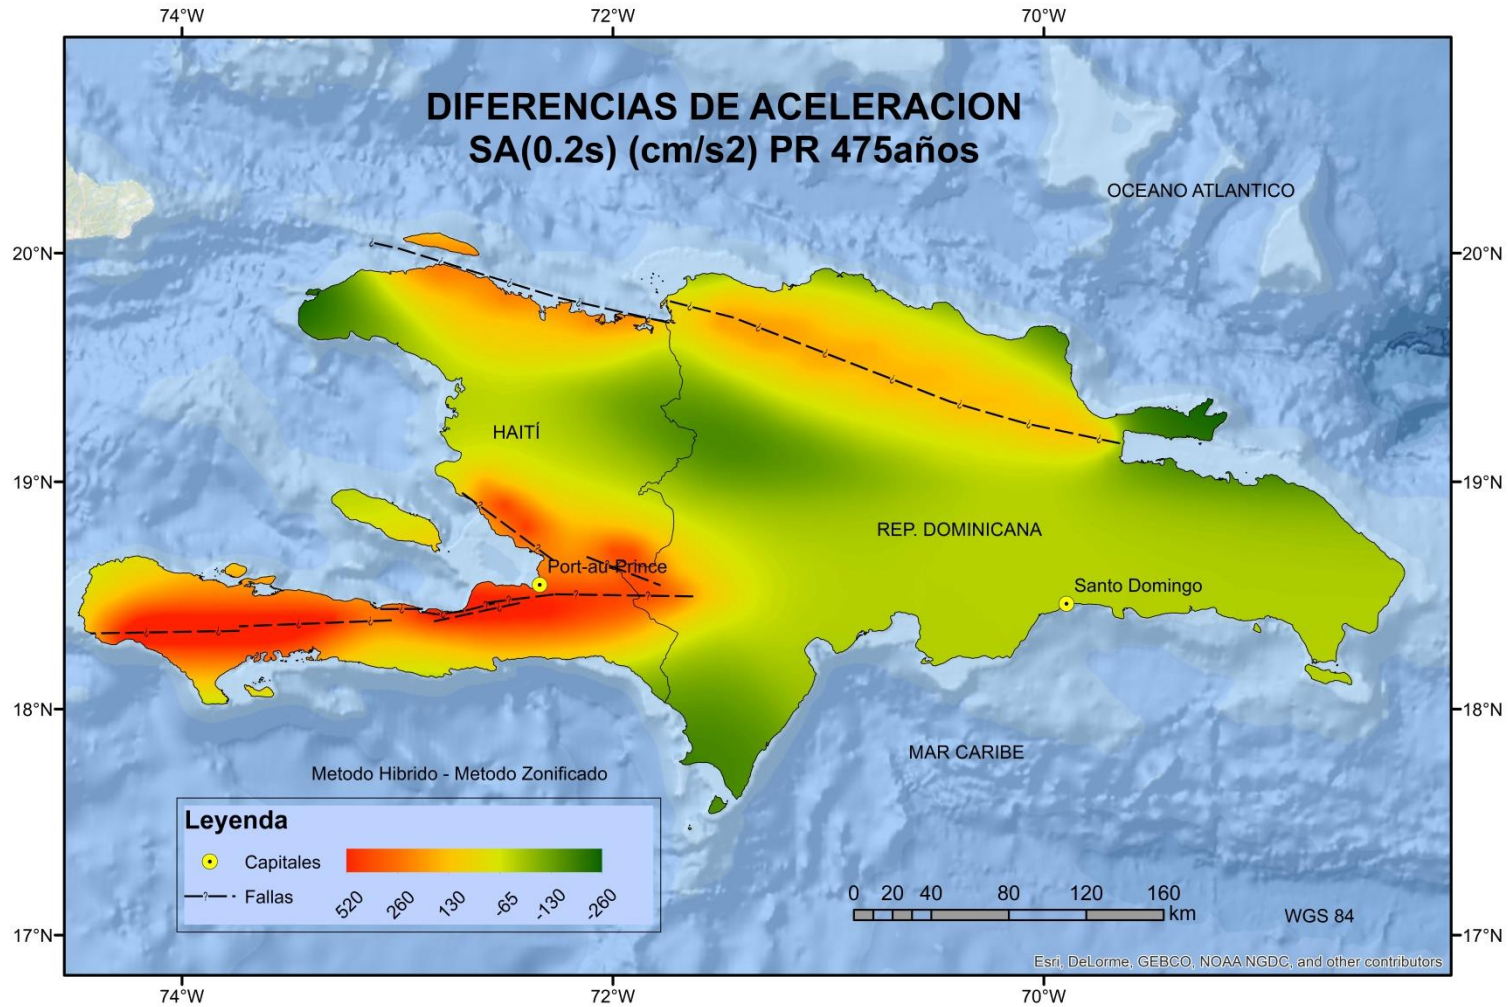 74°W
72°W
70°W
DIFERENCIAS DE ACELERACION
SA(0.2s) (cm/s2) PR 475años
OCEANO ATLANTICO
20°N
20°N
HAITÍ
19°N
19°N
REP. DOMINICANA
Port-au-Prince
Santo Domingo
18°N
18°N
MAR CARIBE
Metodo Hibrido - Metodo Zonificado
Leyenda
Capitales
Fallas
520 260 130 -65 -130 -260
0 20 40 80 120 160
km
WGS 84
17°N
17°N
Esri, DeLorme, GEBCO, NOAA NGDC, and other contributors
74°W
72°W
70°W